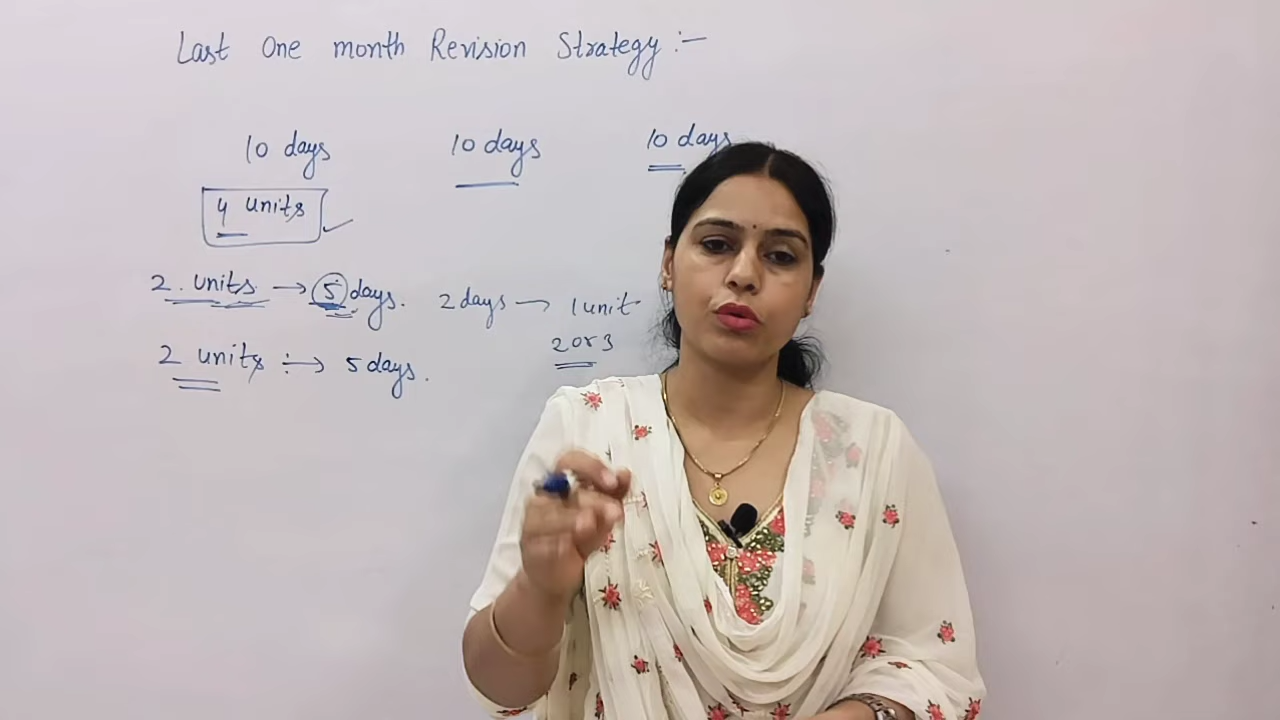 Last One month Revision Strategy :-
10 days 10 days 10 days
4 units
2. units → 5 days. 2 days → 1 unit
2 or 3
2 units :→ 5 days.